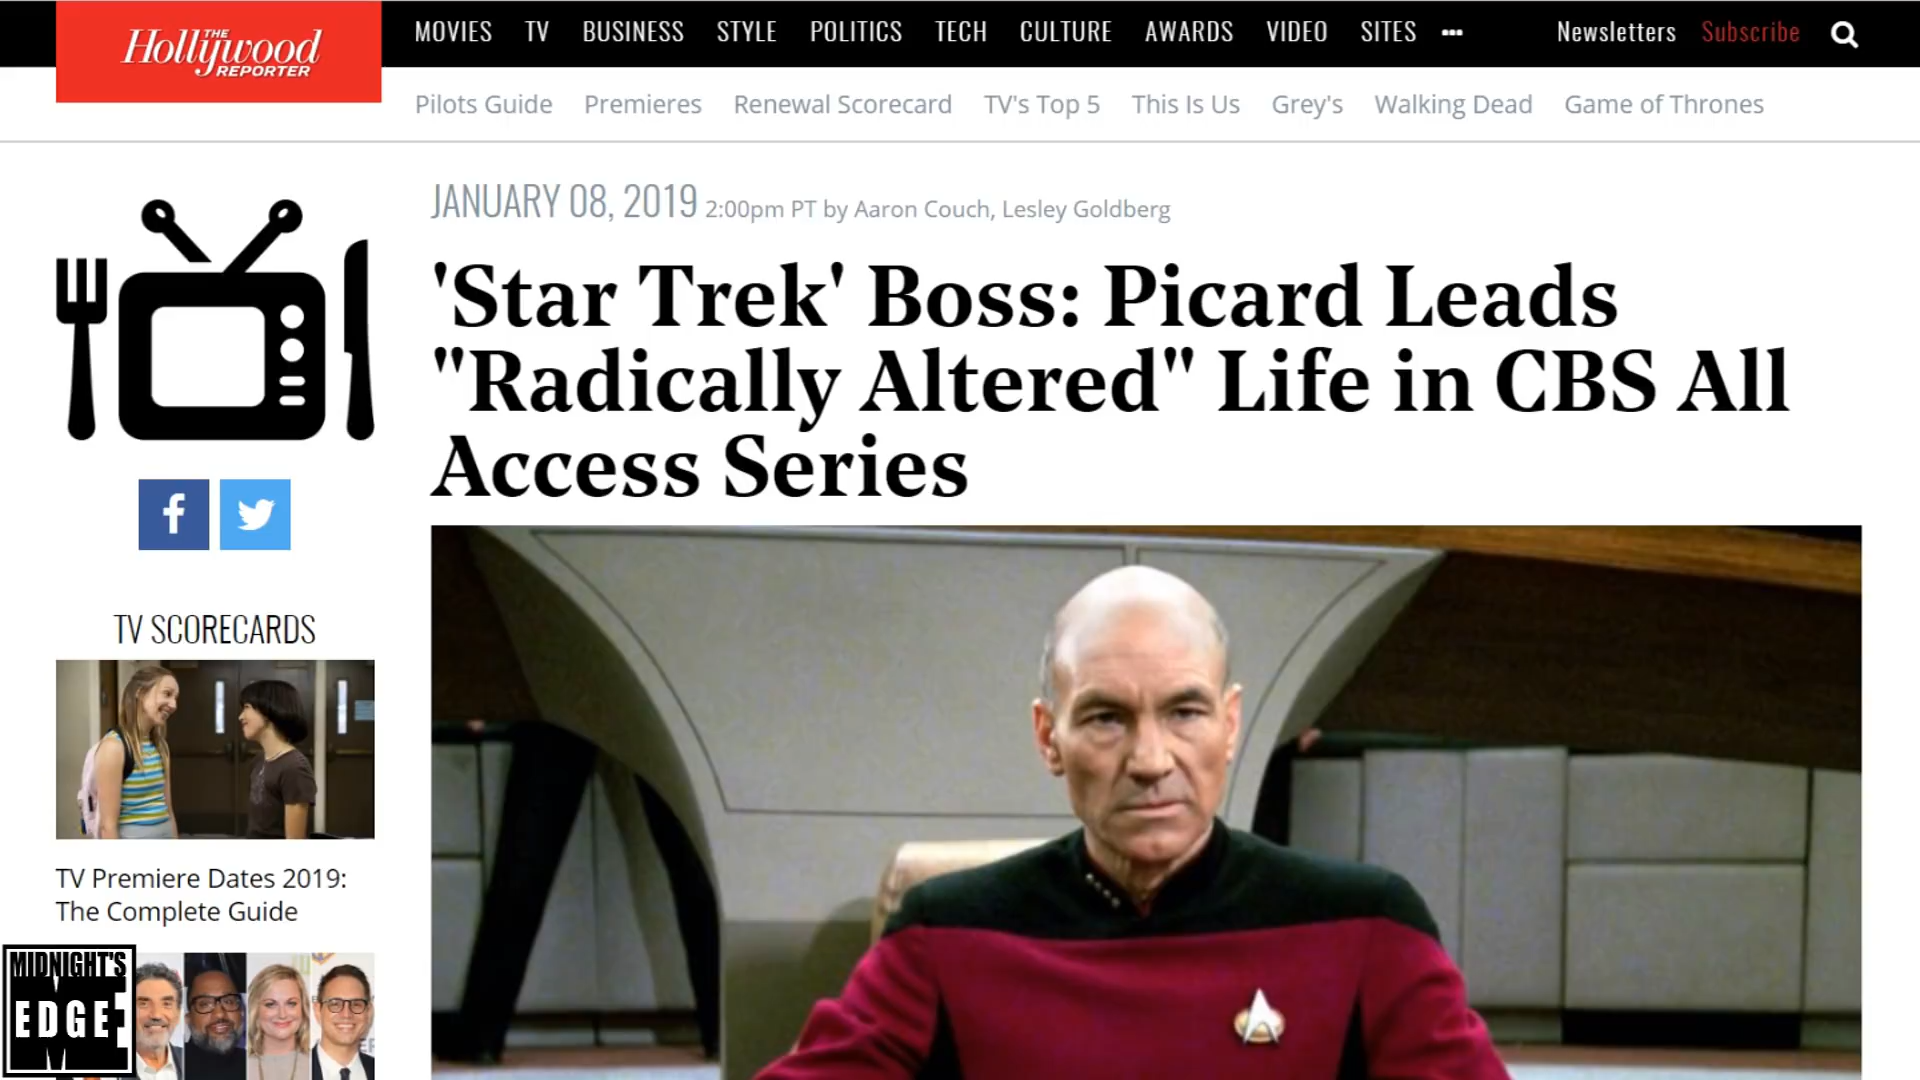 The Hollywood REPORTER
MOVIES TV BUSINESS STYLE POLITICS TECH CULTURE AWARDS VIDEO SITES •••
Newsletters Subscribe
Pilots Guide Premieres Renewal Scorecard TV's Top 5 This Is Us Grey's Walking Dead Game of Thrones
JANUARY 08, 2019 2:00pm PT by Aaron Couch, Lesley Goldberg
'Star Trek' Boss: Picard Leads
"Radically Altered" Life in CBS All
Access Series
f
TV SCORECARDS
TV Premiere Dates 2019:
The Complete Guide
MIDNIGHT'S
EDGE